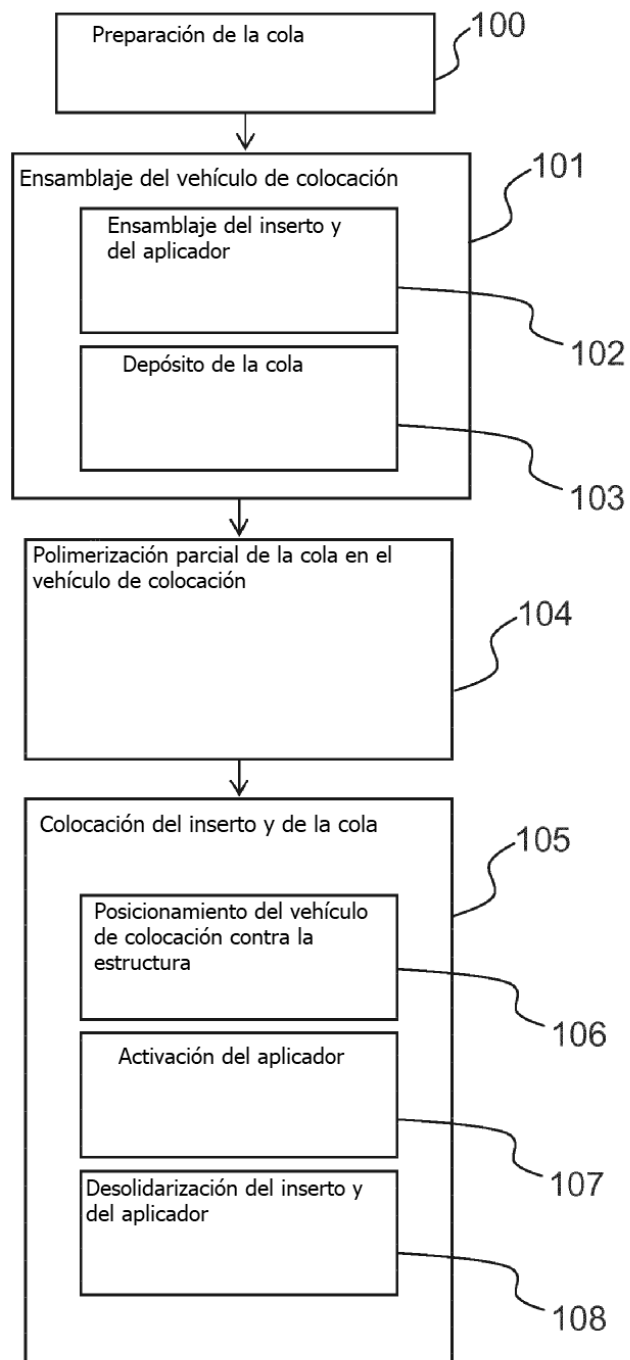 Preparación de la cola
100
Ensamblaje del vehículo de colocación
101
Ensamblaje del inserto y
del aplicador
102
Depósito de la cola
103
Polimerización parcial de la cola en el
vehículo de colocación
104
Colocación del inserto y de la cola
105
Posicionamiento del vehículo
de colocación contra la
estructura
106
Activación del aplicador
107
Desolidarización del inserto y
del aplicador
108